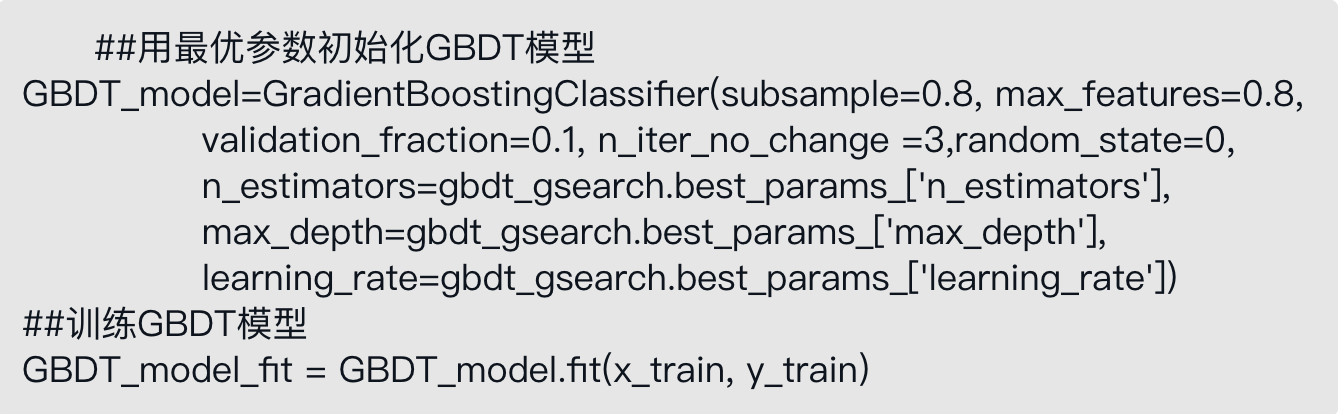 ##用最优参数初始化GBDT模型
GBDT_model=GradientBoostingClassifier(subsample=0.8, max_features=0.8,
validation_fraction=0.1, n_iter_no_change =3,random_state=0,
n_estimators=gbdt_gsearch.best_params_['n_estimators'],
max_depth=gbdt_gsearch.best_params_['max_depth'],
learning_rate=gbdt_gsearch.best_params_['learning_rate'])
##训练GBDT模型
GBDT_model_fit = GBDT_model.fit(x_train, y_train)